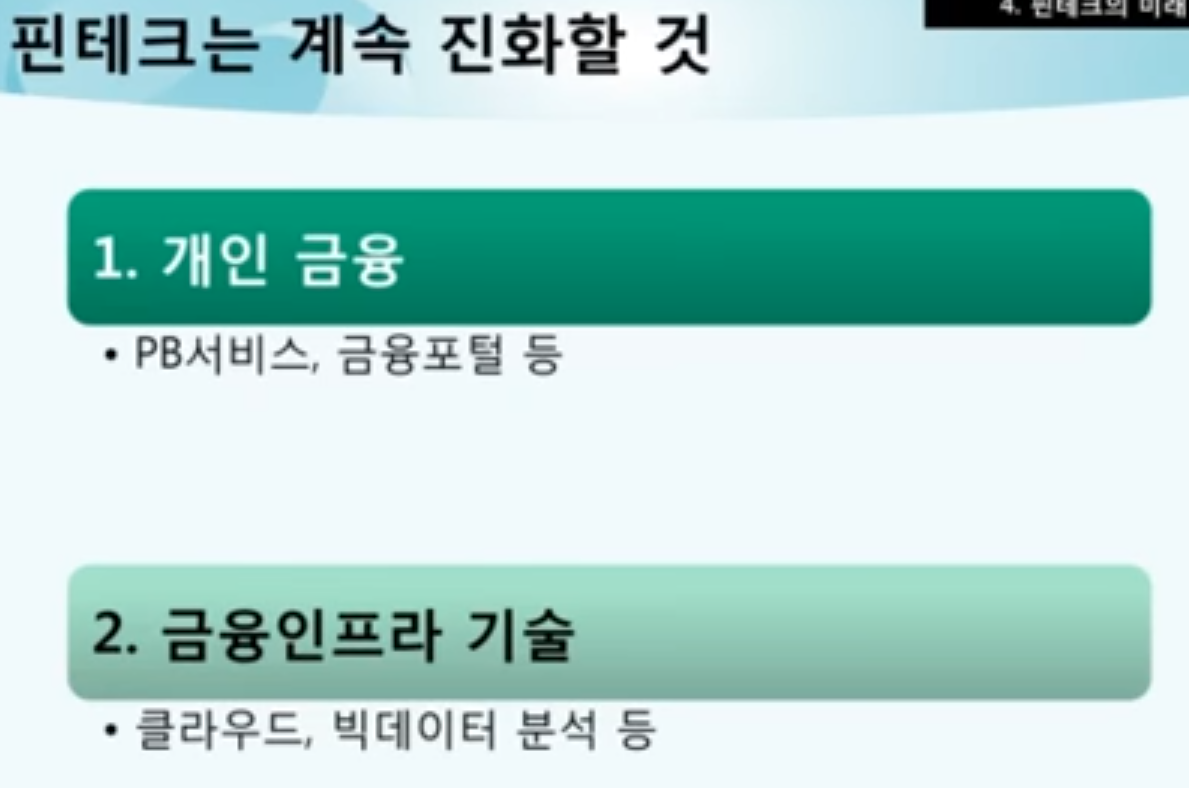 4. 핀테크의 미래
핀테크는 계속 진화할 것
1. 개인 금융
• PB서비스, 금융포털 등
2. 금융인프라 기술
• 클라우드, 빅데이터 분석 등